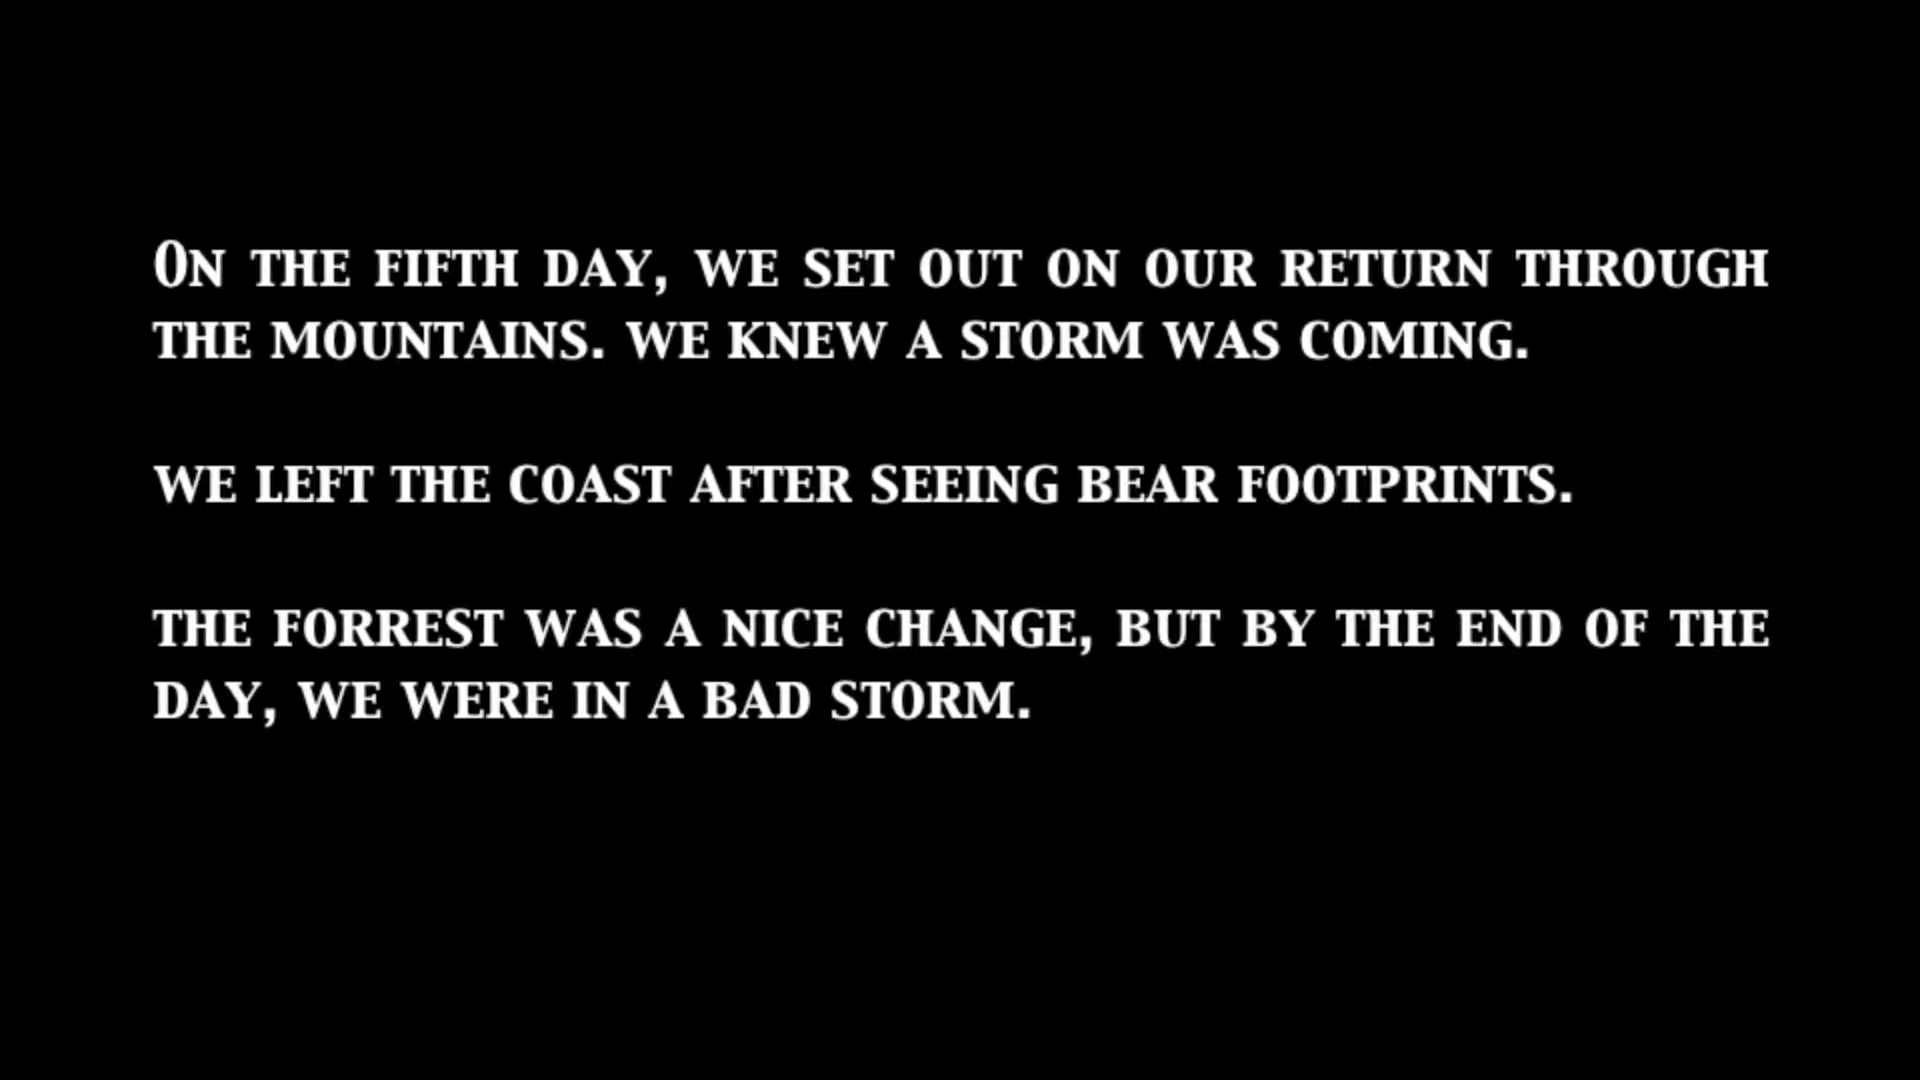 On the fifth day, we set out on our return through
the mountains. we knew a storm was coming.
we left the coast after seeing bear footprints.
the forrest was a nice change, but by the end of the
day, we were in a bad storm.